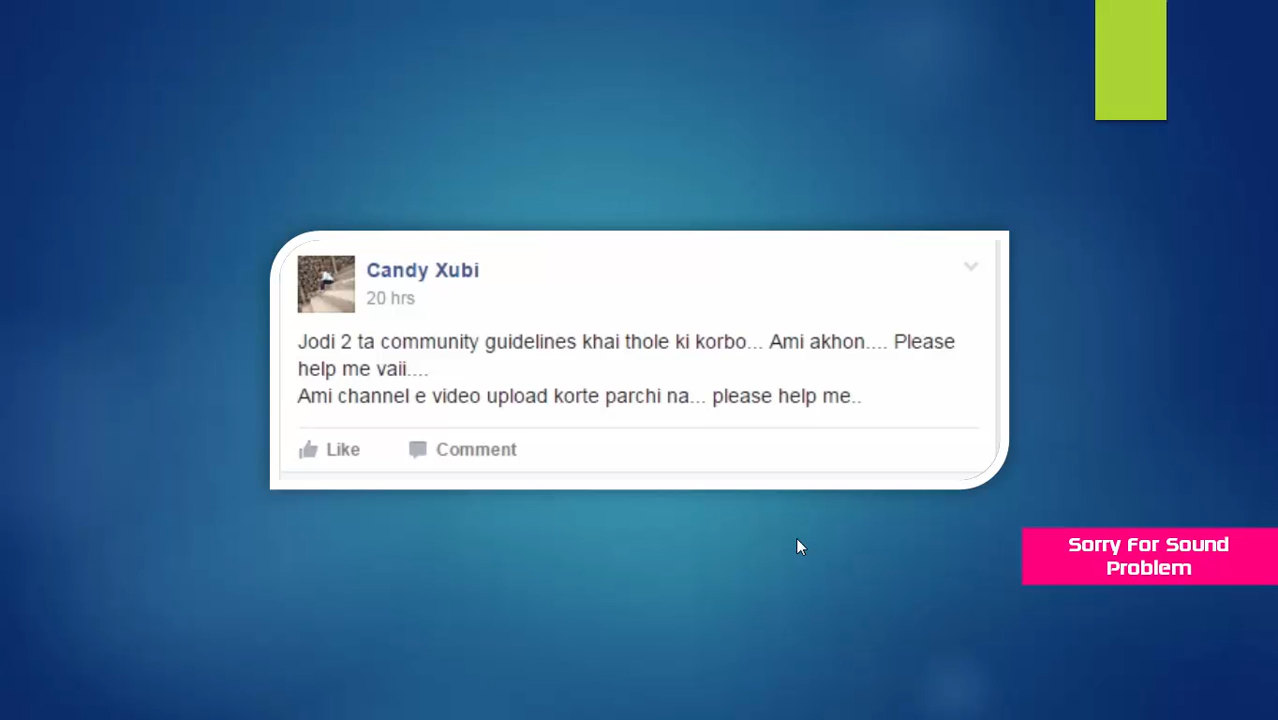 Candy Xubi
20 hrs
Jodi 2 ta community guidelines khai thole ki korbo... Ami akhon.... Please
help me vaii....
Ami channel e video upload korte parchi na... please help me..
Like Comment
Sorry For Sound
Problem